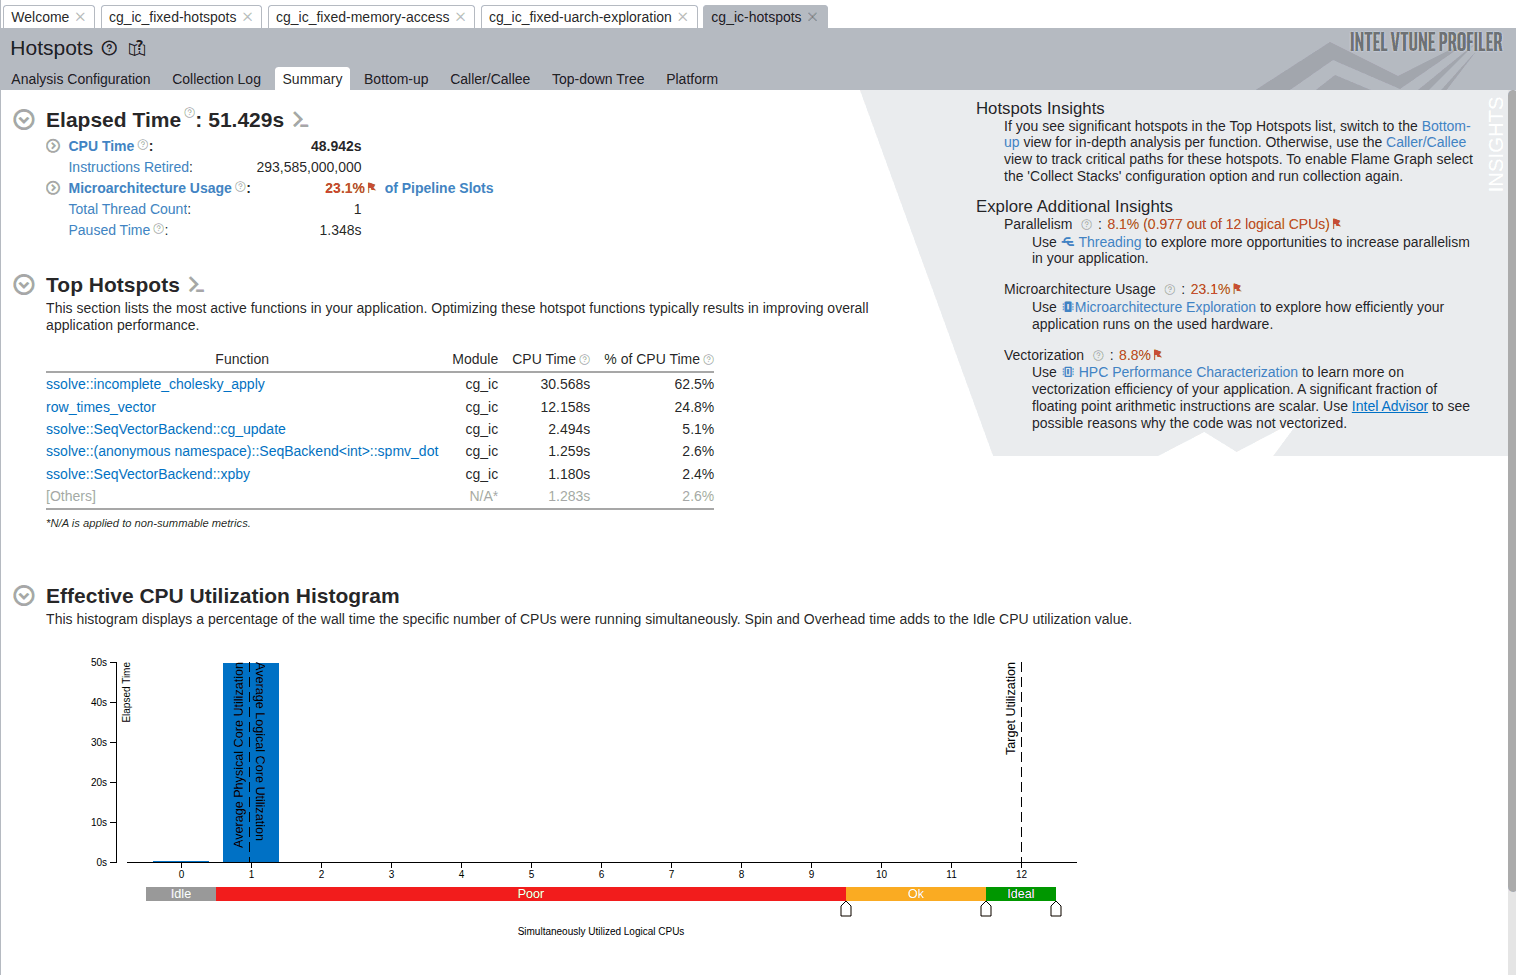 Welcome
cg_ic_fixed-hotspots
cg_ic_fixed-memory-access
cg_ic_fixed-uarch-exploration
cg_ic-hotspots
Hotspots
INTEL VTUNE PROFILER
Analysis Configuration
Collection Log
Summary
Bottom-up
Caller/Callee
Top-down Tree
Platform
Elapsed Time : 51.429s
CPU Time : 48.942s
Instructions Retired: 293,585,000,000
Microarchitecture Usage : 23.1% of Pipeline Slots
Total Thread Count: 1
Paused Time : 1.348s
Top Hotspots
This section lists the most active functions in your application. Optimizing these hotspot functions typically results in improving overall
application performance.
Function Module CPU Time % of CPU Time
ssolve::incomplete_cholesky_apply cg_ic 30.568s 62.5%
row_times_vector cg_ic 12.158s 24.8%
ssolve::SeqVectorBackend::cg_update cg_ic 2.494s 5.1%
ssolve::(anonymous namespace)::SeqBackend<int>::spmv_dot cg_ic 1.259s 2.6%
ssolve::SeqVectorBackend::xpby cg_ic 1.180s 2.4%
[Others] N/A* 1.283s 2.6%
*N/A is applied to non-summable metrics.
Hotspots Insights
If you see significant hotspots in the Top Hotspots list, switch to the Bottom-
up view for in-depth analysis per function. Otherwise, use the Caller/Callee
view to track critical paths for these hotspots. To enable Flame Graph select
the 'Collect Stacks' configuration option and run collection again.
Explore Additional Insights
Parallelism : 8.1% (0.977 out of 12 logical CPUs)
Use Threading to explore more opportunities to increase parallelism
in your application.
Microarchitecture Usage : 23.1%
Use Microarchitecture Exploration to explore how efficiently your
application runs on the used hardware.
Vectorization : 8.8%
Use HPC Performance Characterization to learn more on
vectorization efficiency of your application. A significant fraction of
floating point arithmetic instructions are scalar. Use Intel Advisor to see
possible reasons why the code was not vectorized.
INSIGHTS
Effective CPU Utilization Histogram
This histogram displays a percentage of the wall time the specific number of CPUs were running simultaneously. Spin and Overhead time adds to the Idle CPU utilization value.
50s
40s
30s
20s
10s
0s
Elapsed Time
Average Physical Core Utilization
Average Logical Core Utilization
Target Utilization
0 1 2 3 4 5 6 7 8 9 10 11 12
Idle Poor Ok Ideal
Simultaneously Utilized Logical CPUs